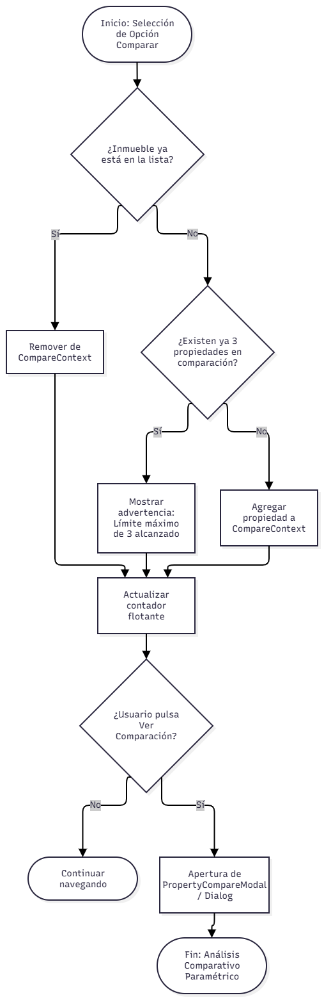 Inicio: Selección
de Opción
Comparar
¿Inmueble ya
está en la lista?
Sí
No
Remover de
CompareContext
¿Existen ya 3
propiedades en
comparación?
Sí
No
Mostrar
advertencia:
Límite máximo
de 3 alcanzado
Agregar
propiedad a
CompareContext
Actualizar
contador
flotante
¿Usuario pulsa
Ver
Comparación?
No
Sí
Continuar
navegando
Apertura de
PropertyCompareModal
/ Dialog
Fin: Análisis
Comparativo
Paramétrico